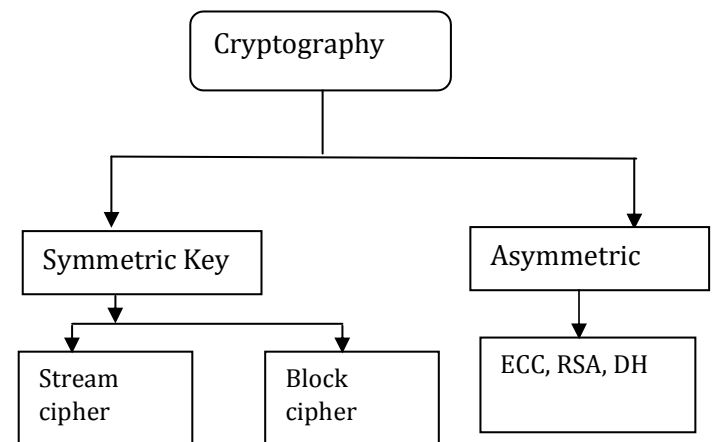 Cryptography
Symmetric Key
Asymmetric
Stream
cipher
Block
cipher
ECC, RSA, DH